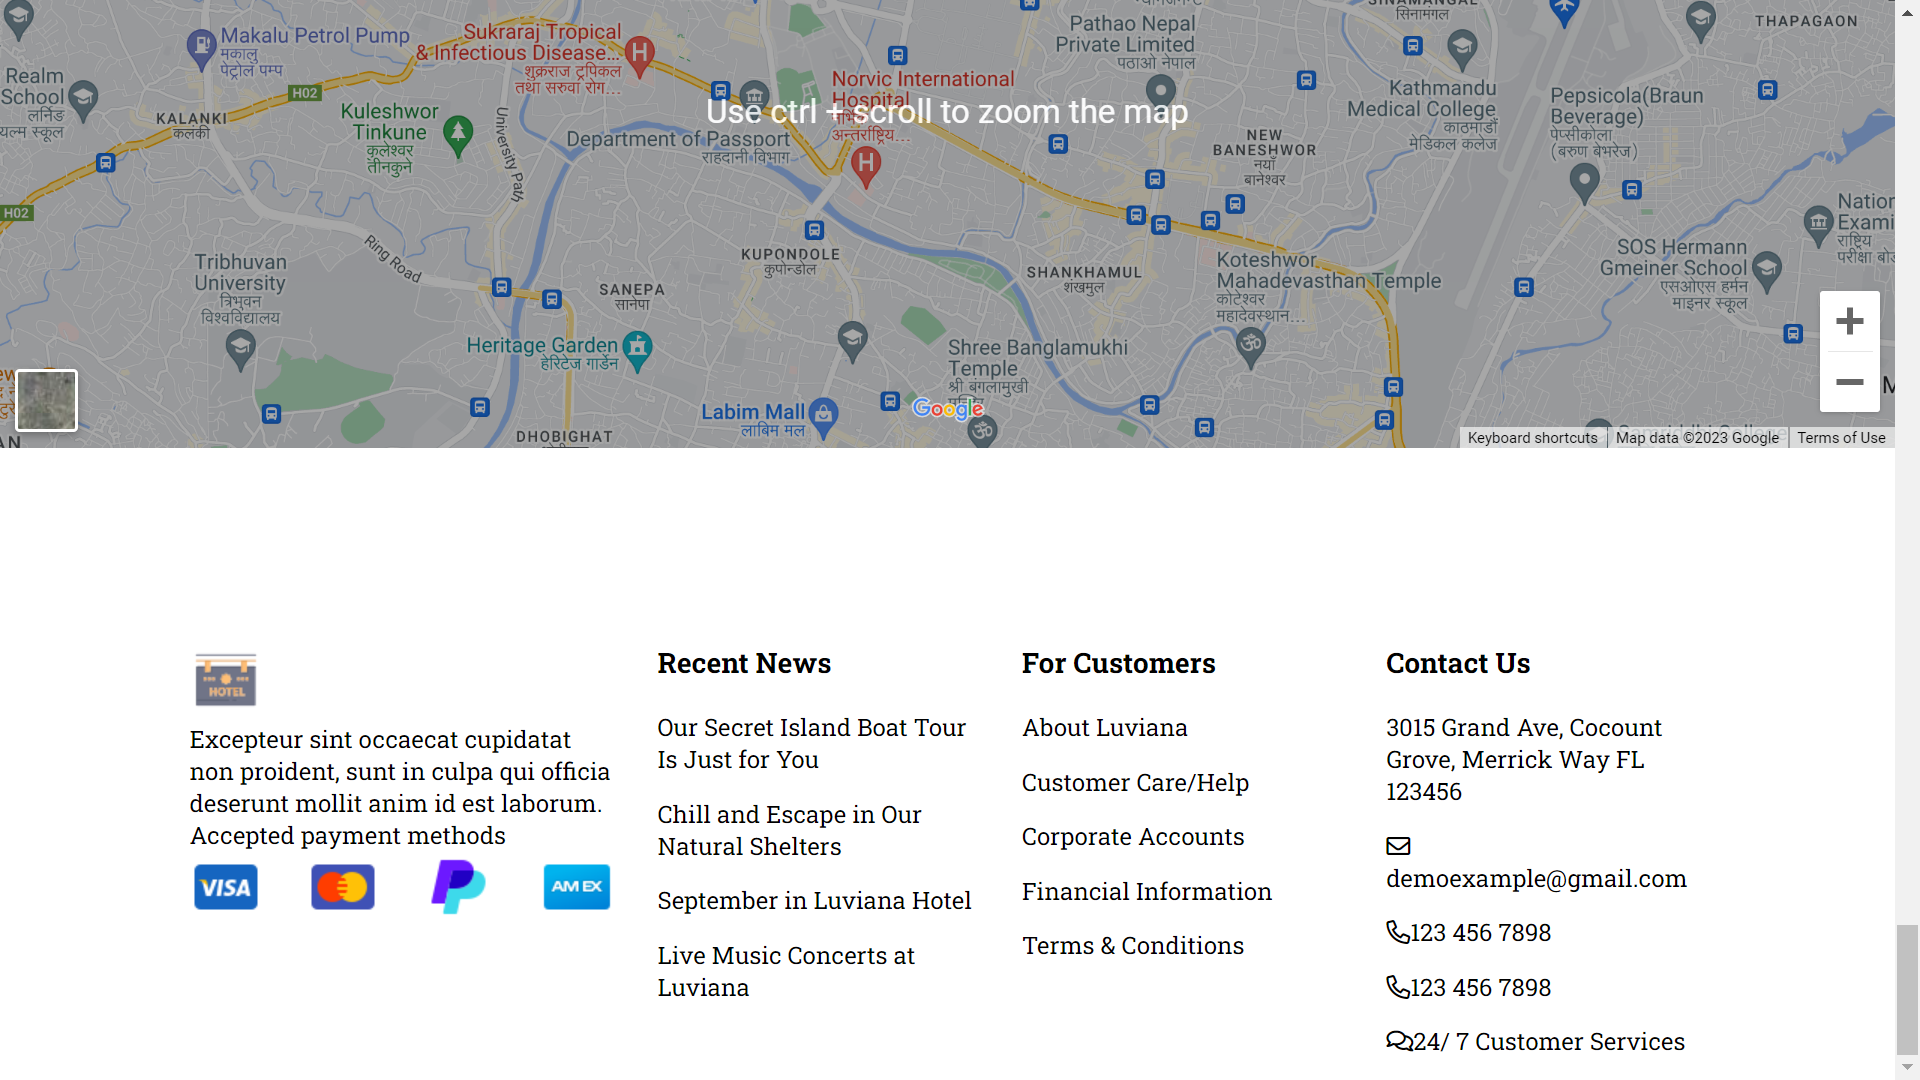 Makalu Petrol Pump
मकालु
पेट्रोल पम्प
Sukraraj Tropical
& Infectious Disease...
शुक्रराज ट्रपिकल
तथा सरुवा रोग...
Pathao Nepal
Private Limited
पठाओ नेपाल
SINAMANGAL
सिनामंगल
THAPAGAON
Realm
School
लर्निङ
यल्म स्कूल
H02
KALANKI
कलंकी
Kuleshwor
Tinkune
कुलेश्वर
तीनकुने
University Path
Norvic International
Hospital
अन्तर्राष्ट्रिय...
Use ctrl + scroll to zoom the map
Department of Passport
राहदानी विभाग
Kathmandu
Medical College
काठमाडौं
मेडिकल कलेज
Pepsicola(Braun
Beverage)
पेप्सीकोला
(बरुण बेभरेज)
NEW
BANESHWOR
नयाँ
बानेश्वर
H02
Ring Road
Tribhuvan
University
त्रिभुवन
विश्वविद्यालय
SANEPA
सानेपा
KUPONDOLE
कुपोन्डोल
SHANKHAMUL
शंखमुल
Koteshwor
Mahadevasthan Temple
कोटेश्वर
महादेवस्थान...
SOS Hermann
Gmeiner School
एसओएस हर्मन
माइनर स्कूल
Nation
Exami
राष्ट्रिय
परीक्षा बो
Heritage Garden
हेरिटेज गार्डेन
Shree Banglamukhi
Temple
श्री बंगलामुखी
Labim Mall
लाबिम मल
Google
DHOBIGHAT
Keyboard shortcuts
Map data ©2023 Google
Terms of Use
HOTEL
Excepteur sint occaecat cupidatat
non proident, sunt in culpa qui officia
deserunt mollit anim id est laborum.
Accepted payment methods
VISA
AMEX
Recent News
Our Secret Island Boat Tour
Is Just for You
Chill and Escape in Our
Natural Shelters
September in Luviana Hotel
Live Music Concerts at
Luviana
For Customers
About Luviana
Customer Care/Help
Corporate Accounts
Financial Information
Terms & Conditions
Contact Us
3015 Grand Ave, Cocount
Grove, Merrick Way FL
123456
demoexample@gmail.com
123 456 7898
123 456 7898
24/ 7 Customer Services